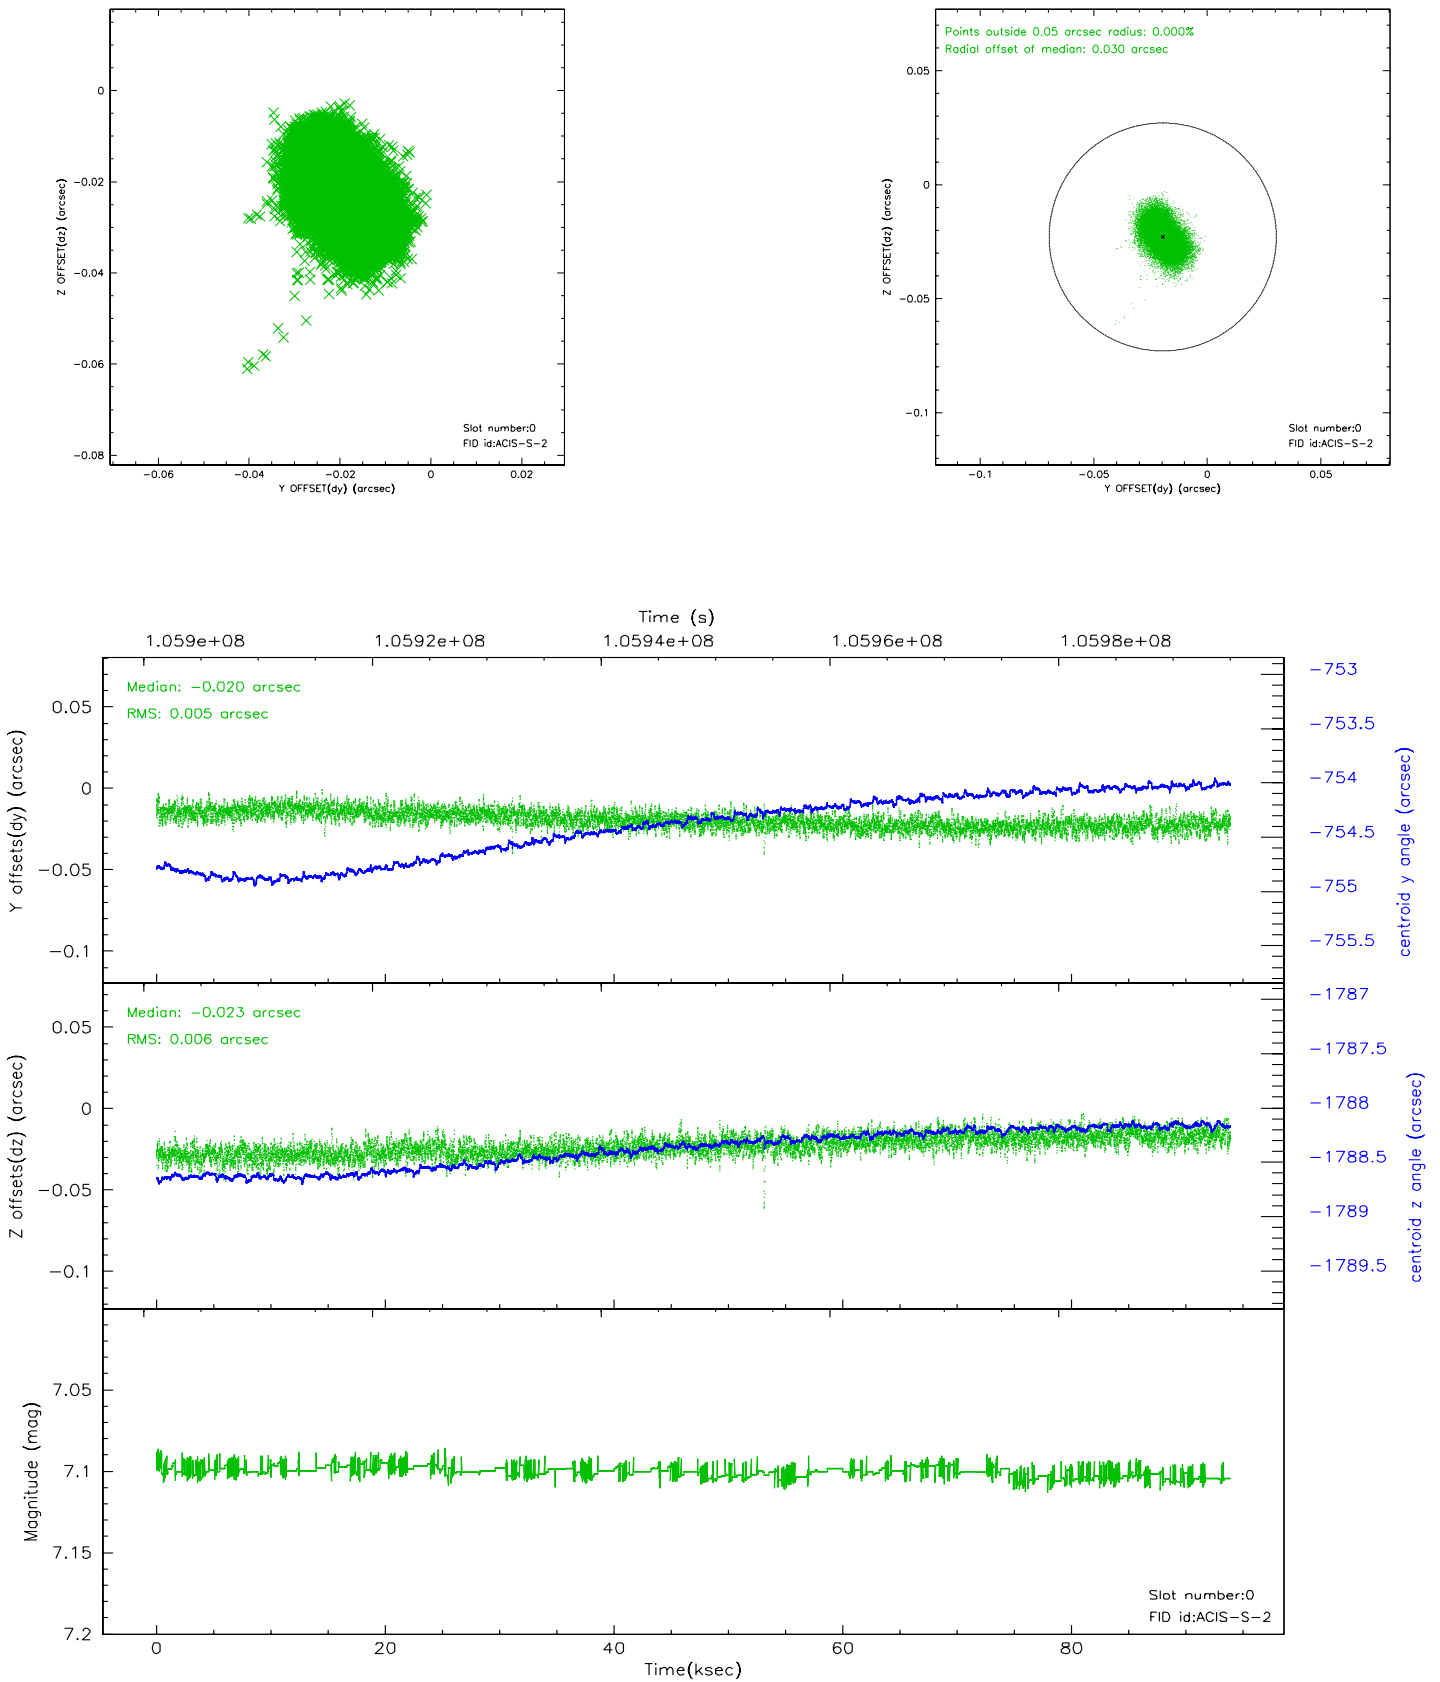 0
−0.02
−0.04
−0.06
−0.08
Z OFFSET(dz) (arcsec)
Slot number:0
FID id:ACIS−S−2
−0.06 −0.04 −0.02 0 0.02
Y OFFSET(dy) (arcsec)
Points outside 0.05 arcsec radius: 0.000%
Radial offset of median: 0.030 arcsec
0.05
0
−0.05
−0.1
Z OFFSET(dz) (arcsec)
Slot number:0
FID id:ACIS−S−2
−0.1 −0.05 0 0.05
Y OFFSET(dy) (arcsec)
Time (s)
1.059e+08 1.0592e+08 1.0594e+08 1.0596e+08 1.0598e+08
Median: −0.020 arcsec
RMS: 0.005 arcsec
0.05
0
−0.05
−0.1
Y offsets(dy) (arcsec)
−753
−753.5
−754
−754.5
−755
−755.5
centroid y angle (arcsec)
Median: −0.023 arcsec
RMS: 0.006 arcsec
0.05
0
−0.05
−0.1
Z offsets(dz) (arcsec)
−1787
−1787.5
−1788
−1788.5
−1789
−1789.5
centroid z angle (arcsec)
7.05
7.1
7.15
7.2
Magnitude (mag)
Slot number:0
FID id:ACIS−S−2
0 20 40 60 80
Time(ksec)